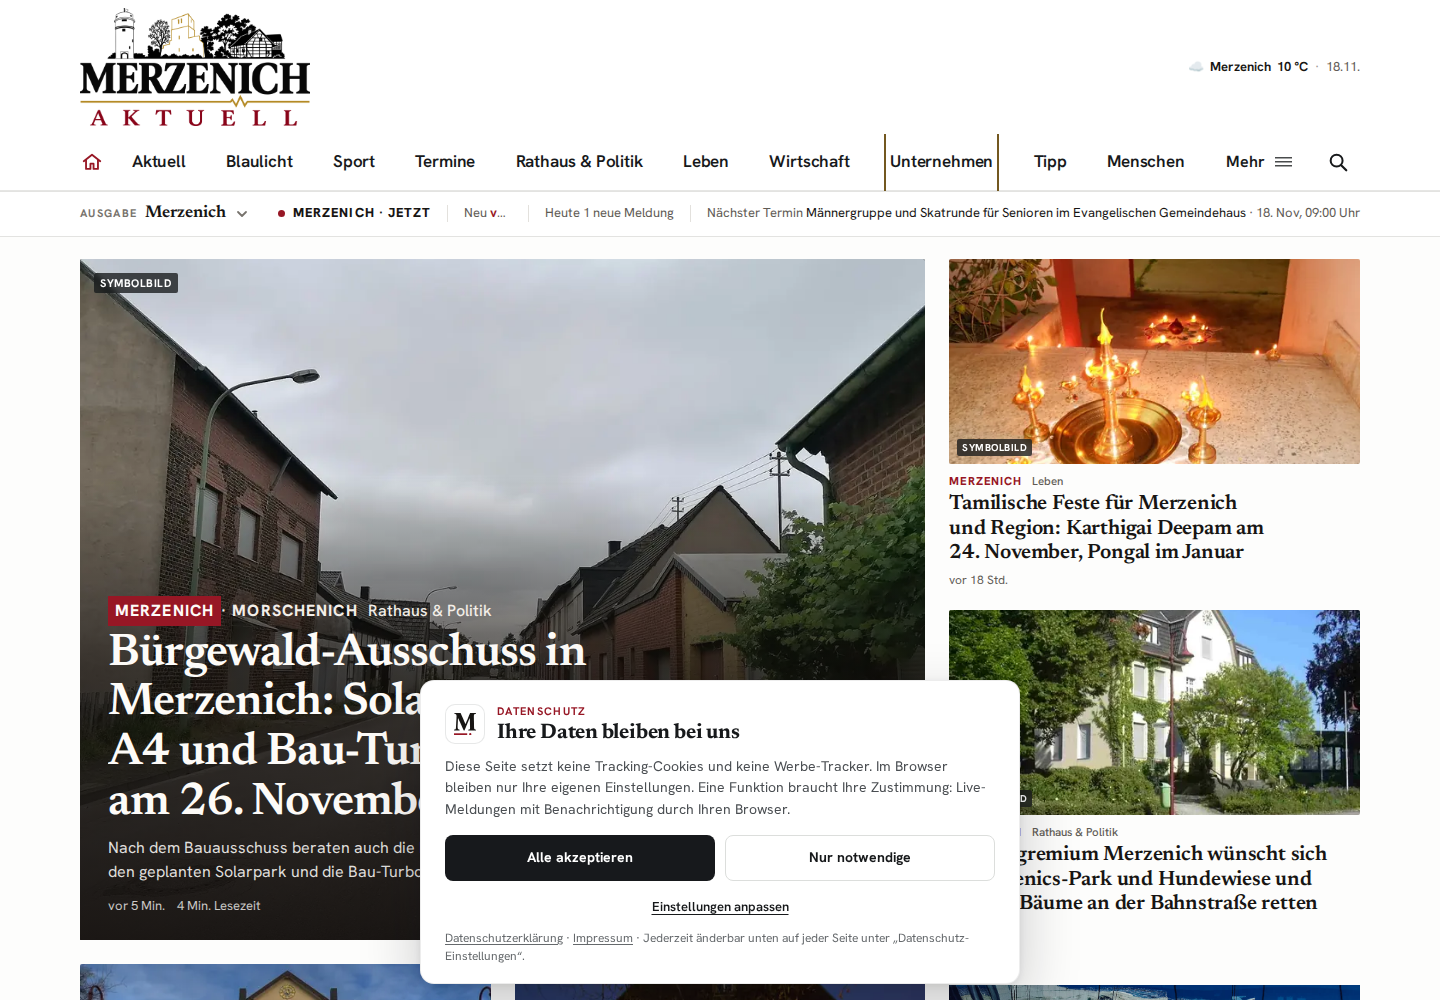 MERZENICH
AKTUELL
Merzenich 10 °C · 18.11.
Aktuell Blaulicht Sport Termine Rathaus & Politik Leben Wirtschaft Unternehmen Tipp Menschen Mehr
AUSGABE Merzenich
MERZENICH · JETZT
Neu v...
Heute 1 neue Meldung
Nächster Termin Männergruppe und Skatrunde für Senioren im Evangelischen Gemeindehaus · 18. Nov, 09:00 Uhr
SYMBOLBILD
MERZENICH · MORSCHENICH Rathaus & Politik
Bürgewald-Ausschuss in
Merzenich: Sola
A4 und Bau-Tur
am 26. Novemb
Nach dem Bauausschuss beraten auch die
den geplanten Solarpark und die Bau-Turbo
vor 5 Min. 4 Min. Lesezeit
SYMBOLBILD
MERZENICH Leben
Tamilische Feste für Merzenich
und Region: Karthigai Deepam am
24. November, Pongal im Januar
vor 18 Std.
Rathaus & Politik
gremium Merzenich wünscht sich
enics-Park und Hundewiese und
Bäume an der Bahnstraße retten
M
DATENSCHUTZ
Ihre Daten bleiben bei uns
Diese Seite setzt keine Tracking-Cookies und keine Werbe-Tracker. Im Browser
bleiben nur Ihre eigenen Einstellungen. Eine Funktion braucht Ihre Zustimmung: Live-
Meldungen mit Benachrichtigung durch Ihren Browser.
Alle akzeptieren
Nur notwendige
Einstellungen anpassen
Datenschutzerklärung · Impressum · Jederzeit änderbar unten auf jeder Seite unter „Datenschutz-
Einstellungen“.